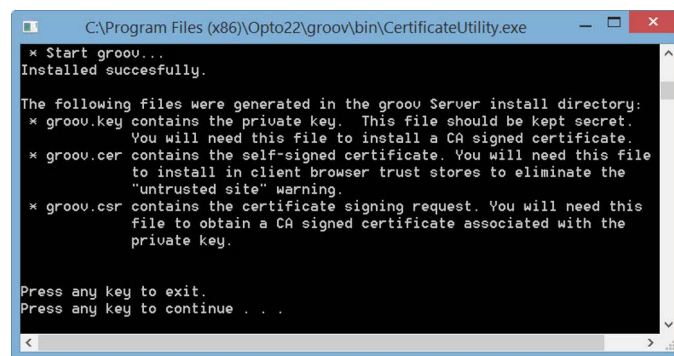 C:\Program Files (x86)\Opto22\groov\bin\CertificateUtility.exe
* Start groov...
Installed succesfully.
The following files were generated in the groov Server install directory:
* groov.key contains the private key.  This file should be kept secret.
You will need this file to install a CA signed certificate.
* groov.cer contains the self-signed certificate. You will need this file
to install in client browser trust stores to eliminate the
"untrusted site" warning.
* groov.csr contains the certificate signing request. You will need this
file to obtain a CA signed certificate associated with the
private key.
Press any key to exit.
Press any key to continue . . .